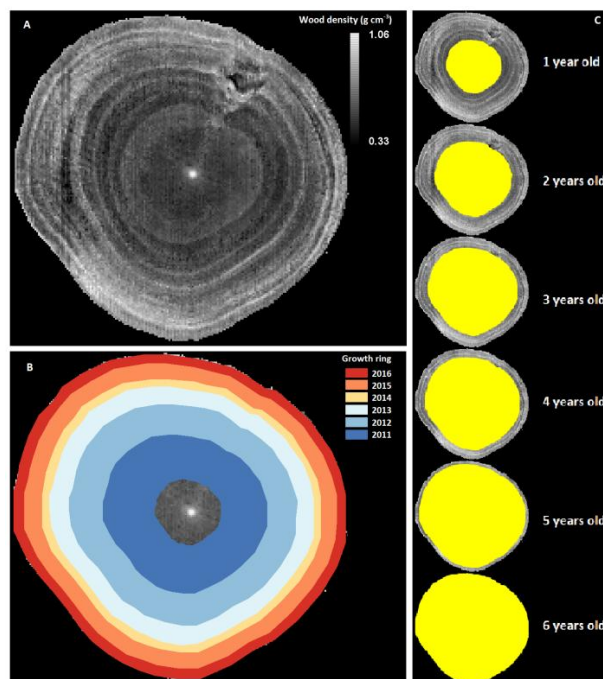 A
Wood density (g cm⁻³)
1.06
0.33
B
Growth ring
2016
2015
2014
2013
2012
2011
C
1 year old
2 years old
3 years old
4 years old
5 years old
6 years old